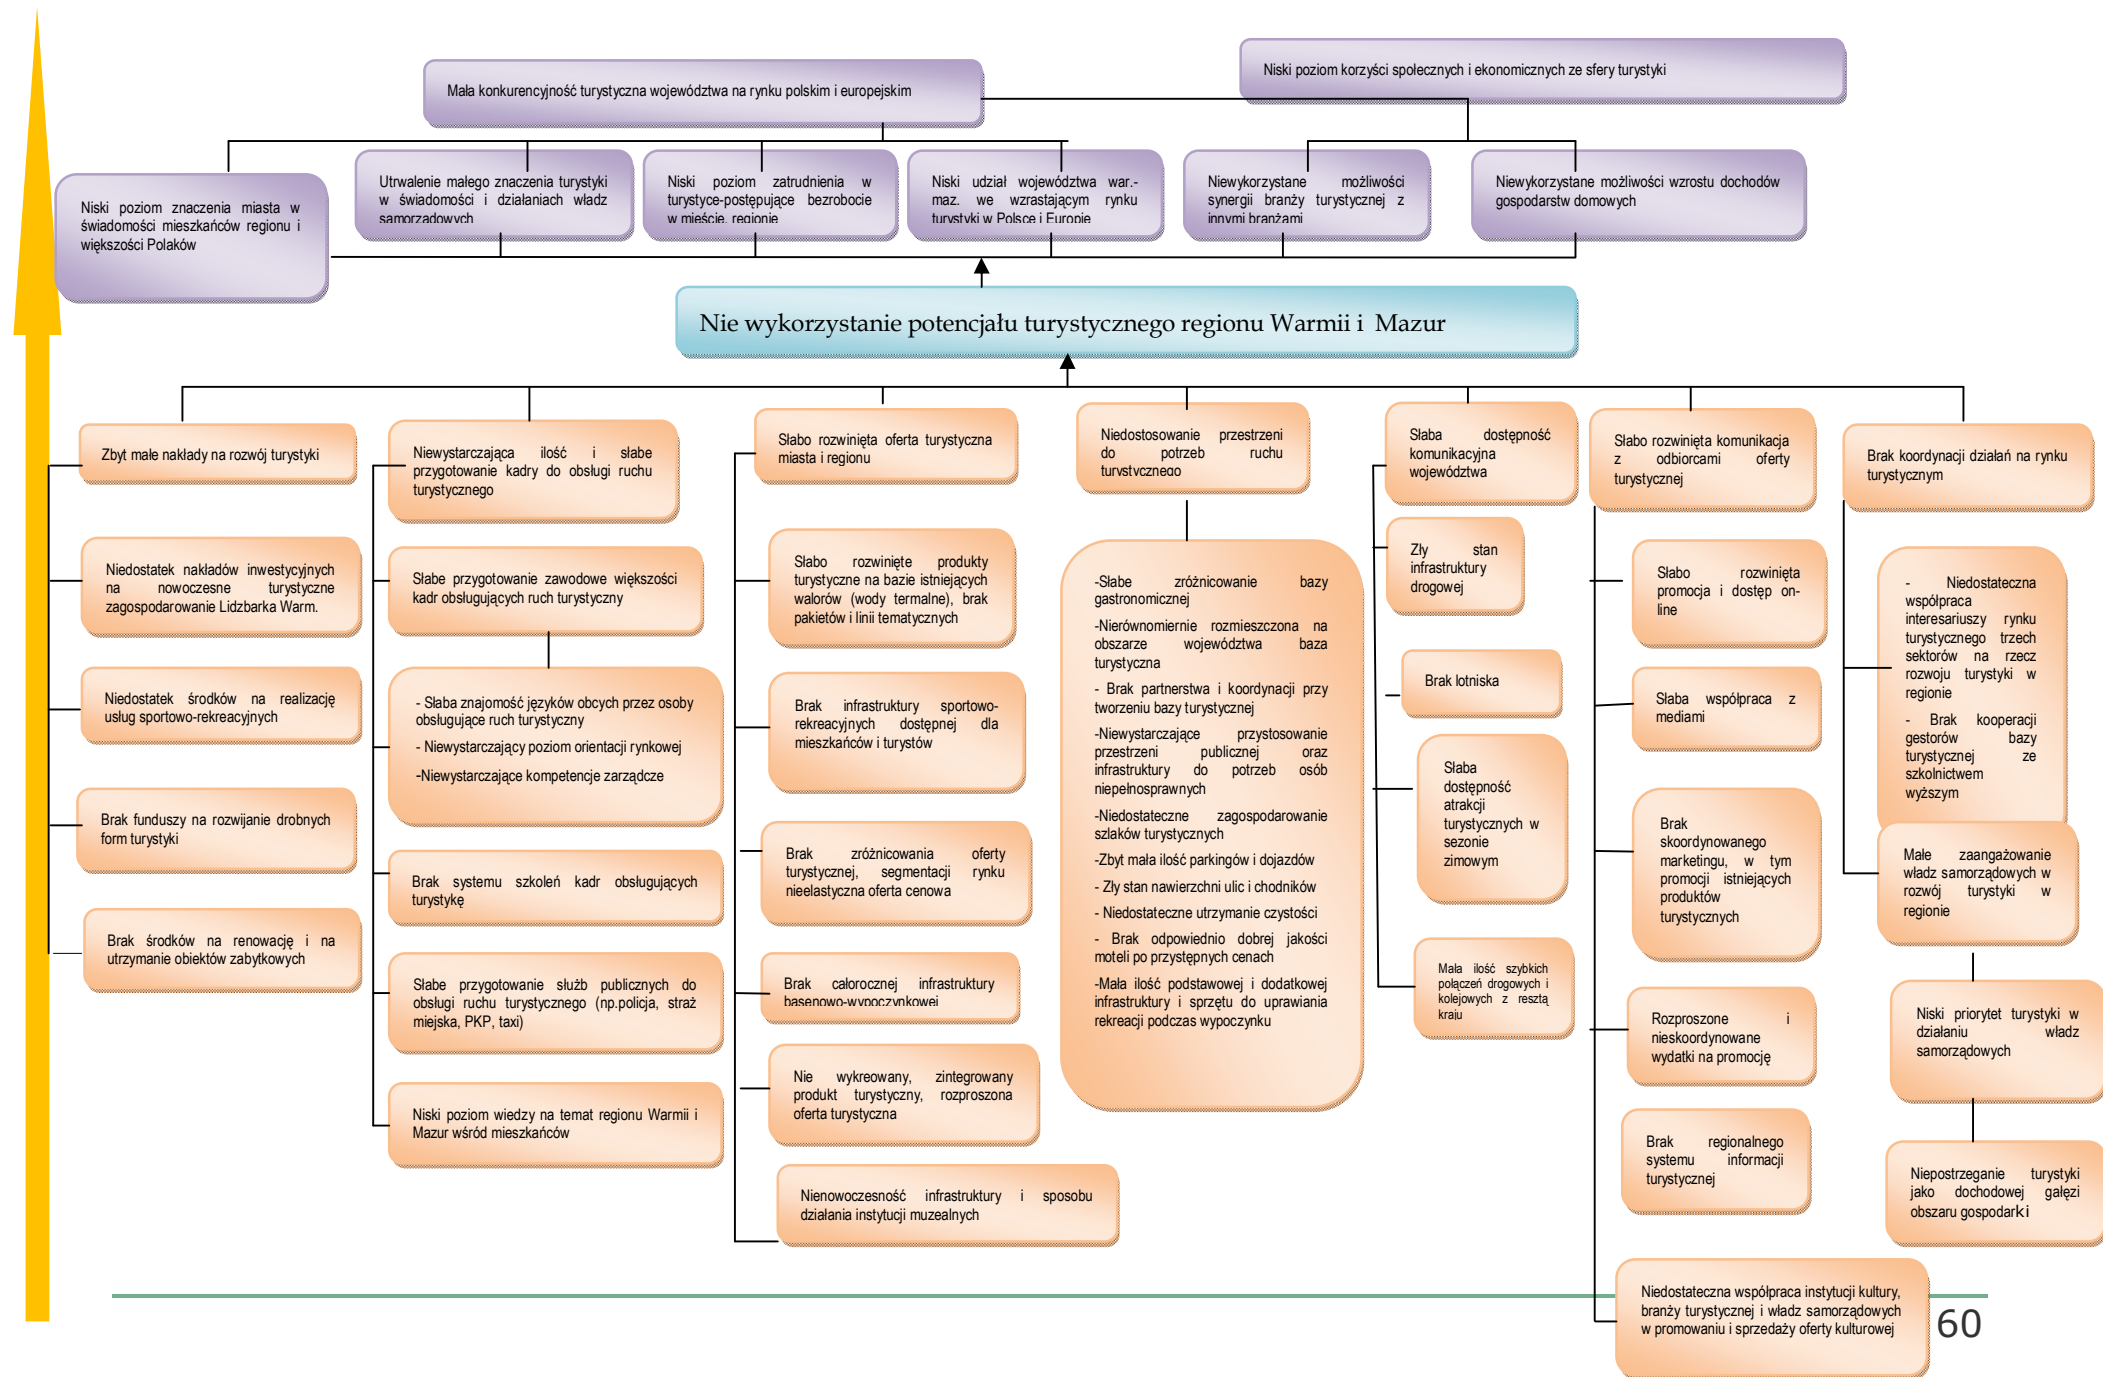 Niski poziom korzyści społecznych i ekonomicznych ze sfery turystyki
Mała konkurencyjność turystyczna województwa na rynku polskim i europejskim
Niski poziom znaczenia miasta w
świadomości mieszkańców regionu i
większości Polaków
Utrwalenie małego znaczenia turystyki
w świadomości i działaniach władz
samorządowych
Niski poziom zatrudnienia w
turystyce-postępujące bezrobocie
w mieście, regionie
Niski udział województwa war.-
maz. we wzrastającym rynku
turystyki w Polsce i Europie
Niewykorzystane możliwości
synergii branży turystycznej z
innymi branżami
Niewykorzystane możliwości wzrostu dochodów
gospodarstw domowych
Nie wykorzystanie potencjału turystycznego regionu Warmii i Mazur
Zbyt małe nakłady na rozwój turystyki
Niedostatek nakładów inwestycyjnych
na nowoczesne turystyczne
zagospodarowanie Lidzbarka Warm.
Niedostatek środków na realizację
usług sportowo-rekreacyjnych
Brak funduszy na rozwijanie drobnych
form turystyki
Brak środków na renowację i na
utrzymanie obiektów zabytkowych
Niewystarczająca ilość i słabe
przygotowanie kadry do obsługi ruchu
turystycznego
Słabe przygotowanie zawodowe większości
kadr obsługujących ruch turystyczny
- Słaba znajomość języków obcych przez osoby
obsługujące ruch turystyczny
- Niewystarczający poziom orientacji rynkowej
-Niewystarczające kompetencje zarządcze
Brak systemu szkoleń kadr obsługujących
turystykę
Słabe przygotowanie służb publicznych do
obsługi ruchu turystycznego (np.policja, straż
miejska, PKP, taxi)
Niski poziom wiedzy na temat regionu Warmii i
Mazur wśród mieszkańców
Słabo rozwinięta oferta turystyczna
miasta i regionu
Słabo rozwinięte produkty
turystyczne na bazie istniejących
walorów (wody termalne), brak
pakietów i linii tematycznych
Brak infrastruktury sportowo-
rekreacyjnych dostępnej dla
mieszkańców i turystów
Brak zróżnicowania oferty
turystycznej, segmentacji rynku
nieelastyczna oferta cenowa
Brak całorocznej infrastruktury
basenowo-wypoczynkowej
Nie wykreowany, zintegrowany
produkt turystyczny, rozproszona
oferta turystyczna
Nienowoczesność infrastruktury i sposobu
działania instytucji muzealnych
Niedostosowanie przestrzeni
do potrzeb ruchu
turystycznego
-Słabe zróżnicowanie bazy
gastronomicznej
-Nierównomiernie rozmieszczona na
obszarze województwa baza
turystyczna
- Brak partnerstwa i koordynacji przy
tworzeniu bazy turystycznej
-Niewystarczające przystosowanie
przestrzeni publicznej oraz
infrastruktury do potrzeb osób
niepełnosprawnych
-Niedostateczne zagospodarowanie
szlaków turystycznych
-Zbyt mała ilość parkingów i dojazdów
- Zły stan nawierzchni ulic i chodników
- Niedostateczne utrzymanie czystości
- Brak odpowiednio dobrej jakości
moteli po przystępnych cenach
-Mała ilość podstawowej i dodatkowej
infrastruktury i sprzętu do uprawiania
rekreacji podczas wypoczynku
Słaba dostępność
komunikacyjna
województwa
Zły stan
infrastruktury
drogowej
Brak lotniska
Słaba
dostępność
atrakcji
turystycznych w
sezonie
zimowym
Mała ilość szybkich
połączeń drogowych i
kolejowych z resztą
kraju
Słabo rozwinięta komunikacja
z odbiorcami oferty
turystycznej
Słabo rozwinięta
promocja i dostęp on-
line
Słaba współpraca z
mediami
Brak
skoordynowanego
marketingu, w tym
promocji istniejących
produktów
turystycznych
Rozproszone i
nieskoordynowane
wydatki na promocję
Brak regionalnego
systemu informacji
turystycznej
Niedostateczna współpraca instytucji kultury,
branży turystycznej i władz samorządowych
w promowaniu i sprzedaży oferty kulturowej
Brak koordynacji działań na rynku
turystycznym
- Niedostateczna
współpraca
interesariuszy rynku
turystycznego trzech
sektorów na rzecz
rozwoju turystyki w
regionie
- Brak kooperacji
gestorów bazy
turystycznej ze
szkolnictwem
wyższym
Małe zaangażowanie
władz samorządowych w
rozwój turystyki w
regionie
Niski priorytet turystyki w
działaniu władz
samorządowych
Niepostrzeganie turystyki
jako dochodowej gałęzi
obszaru gospodarki
60